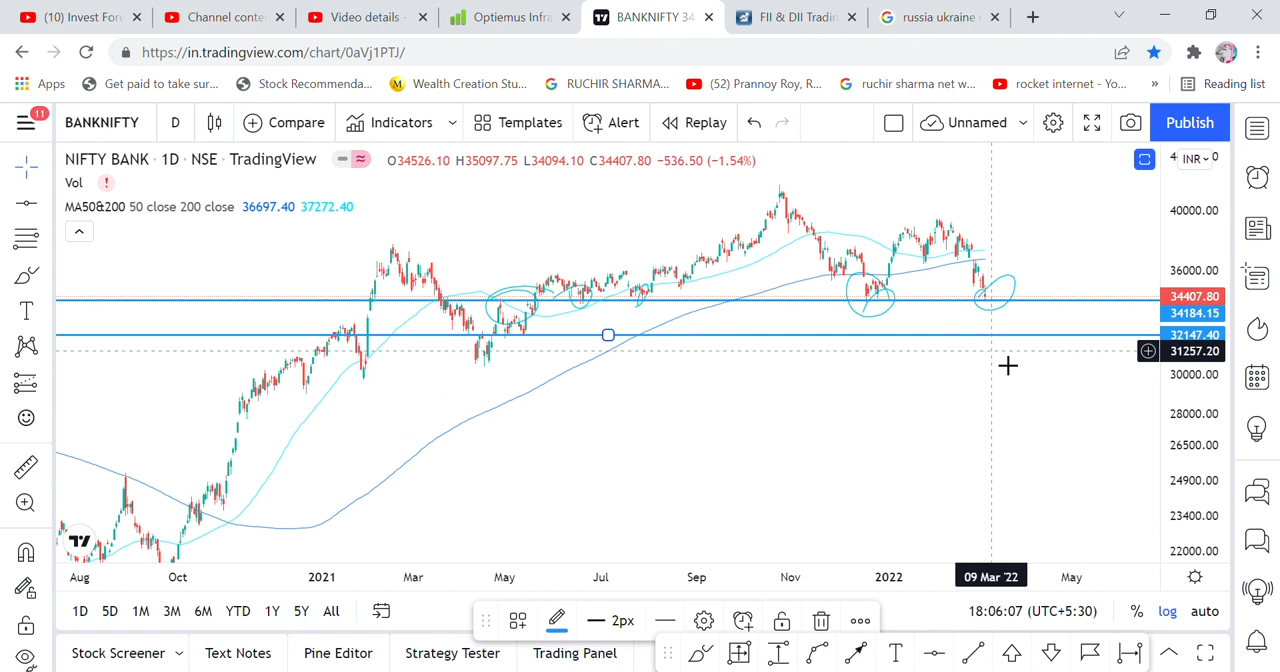 (10) Invest Fore
Channel conte
Video details -
Optiemus Infra
BANKNIFTY 34
FII & DII Tradin
russia ukraine
https://in.tradingview.com/chart/0aVj1PTJ/
Apps
Get paid to take sur...
Stock Recommenda...
M Wealth Creation Stu...
RUCHIR SHARMA...
(52) Prannoy Roy, R...
ruchir sharma net w...
rocket internet - Yo...
»
Reading list
11
BANKNIFTY
D
Compare
Indicators
Templates
Alert
Replay
Unnamed
Publish
NIFTY BANK · 1D · NSE · TradingView
O34526.10 H35097.75 L34094.10 C34407.80 −536.50 (−1.54%)
INR
Vol
MA50&200 50 close 200 close 36697.40 37272.40
40000.00
36000.00
34407.80
34184.15
32147.40
31257.20
30000.00
28000.00
26500.00
24900.00
23400.00
22000.00
Aug Oct 2021 Mar May Jul Sep Nov 2022 09 Mar '22 May
1D 5D 1M 3M 6M YTD 1Y 5Y All
2px
18:06:07 (UTC+5:30)
% log auto
Stock Screener
Text Notes
Pine Editor
Strategy Tester
Trading Panel